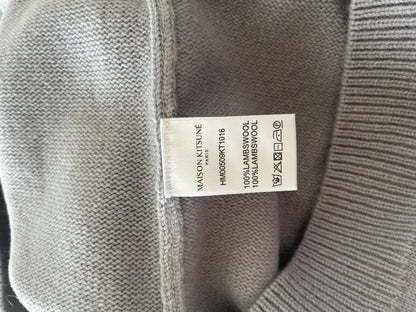 MAISON KITSUNÉ
PARIS
HM00509KT1016
100%LAMBSWOOL
100%LAMBSWOOL